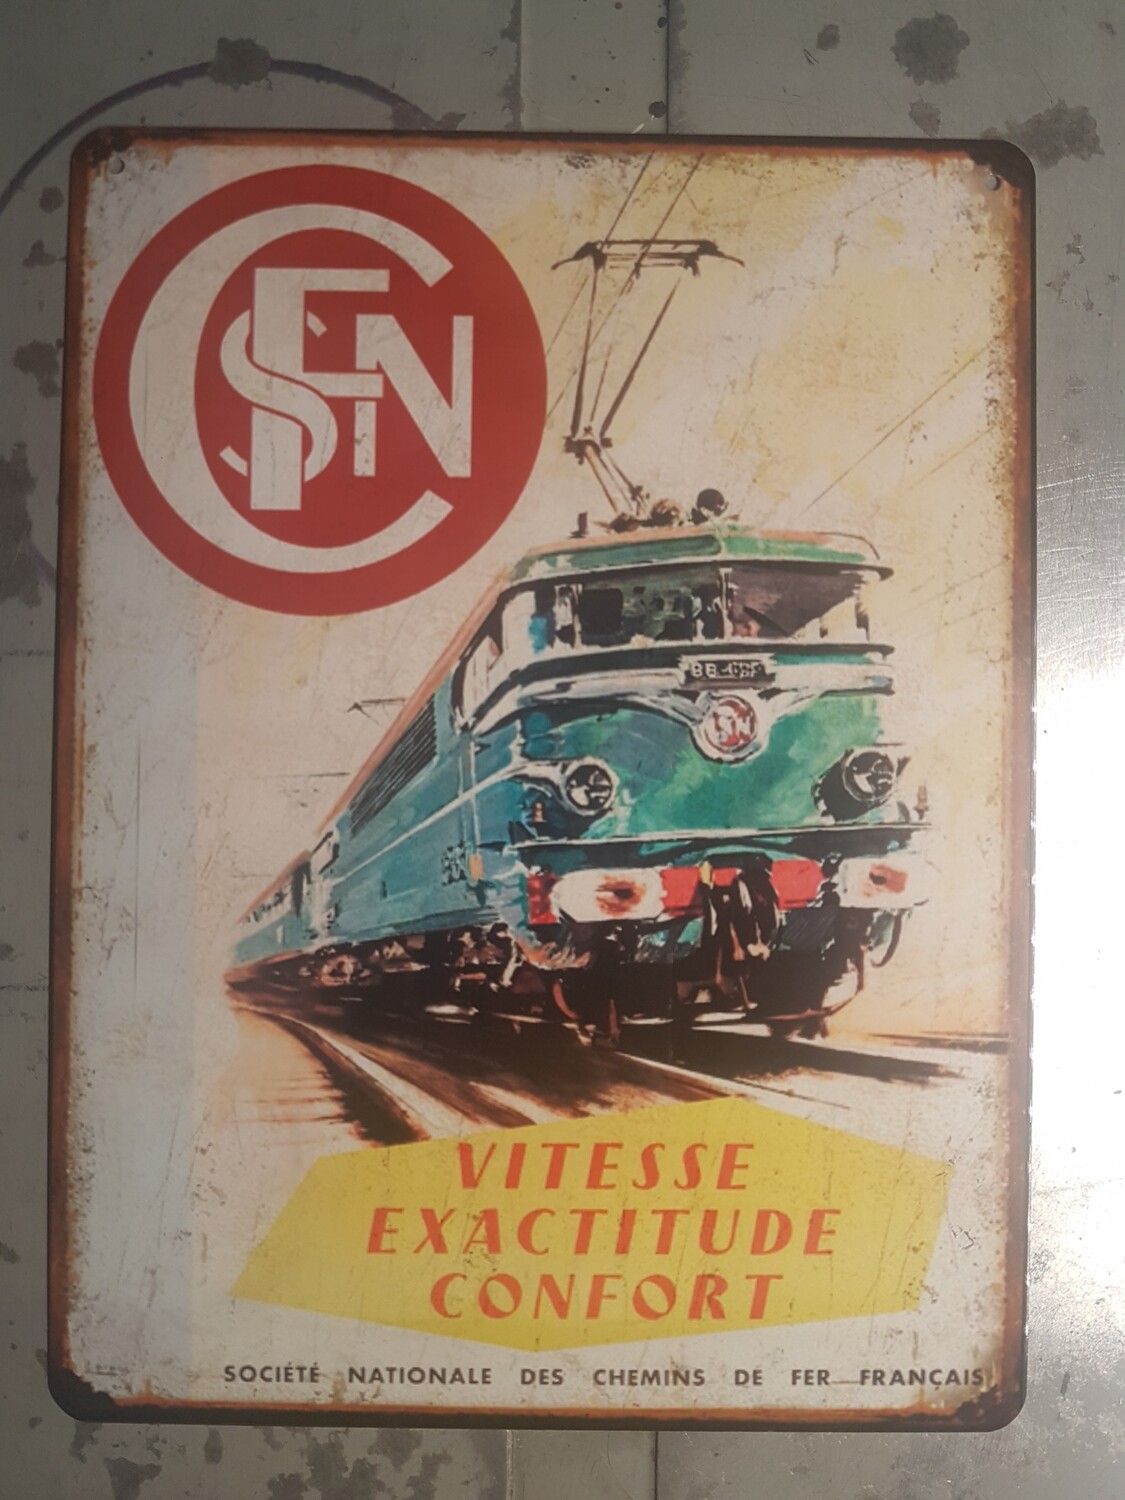 SNCF
VITESSE
EXACTITUDE
CONFORT
SOCIÉTÉ NATIONALE DES CHEMINS DE FER FRANÇAIS